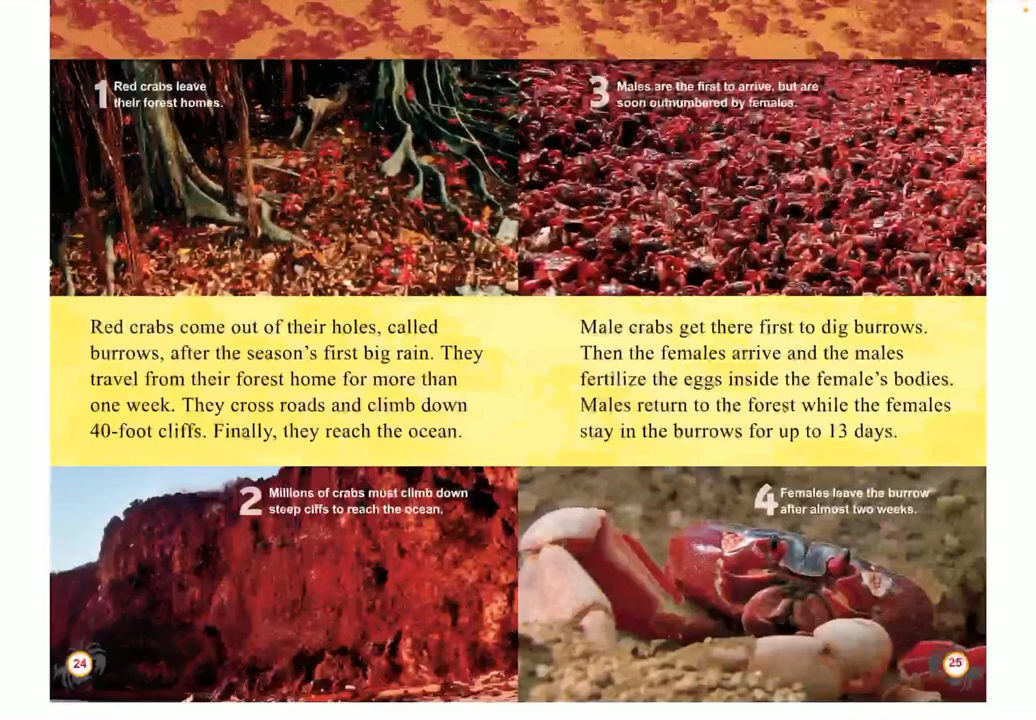 1 Red crabs leave
their forest homes.
3 Males are the first to arrive, but are
soon outnumbered by females.
Red crabs come out of their holes, called
burrows, after the season's first big rain. They
travel from their forest home for more than
one week. They cross roads and climb down
40-foot cliffs. Finally, they reach the ocean.
Male crabs get there first to dig burrows.
Then the females arrive and the males
fertilize the eggs inside the female's bodies.
Males return to the forest while the females
stay in the burrows for up to 13 days.
2 Millions of crabs must climb down
steep cliffs to reach the ocean.
4 Females leave the burrow
after almost two weeks.
24
25